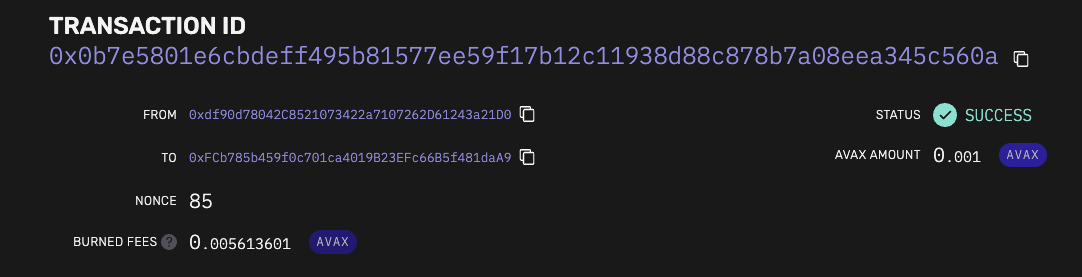 TRANSACTION ID
0x0b7e5801e6cbdeff495b81577ee59f17b12c11938d88c878b7a08eea345c560a
FROM 0xdf90d78042C8521073422a7107262D61243a21D0
STATUS SUCCESS
TO 0xFCb785b459f0c701ca4019B23EFc66B5f481daA9
AVAX AMOUNT 0.001 AVAX
NONCE 85
BURNED FEES ? 0.005613601 AVAX